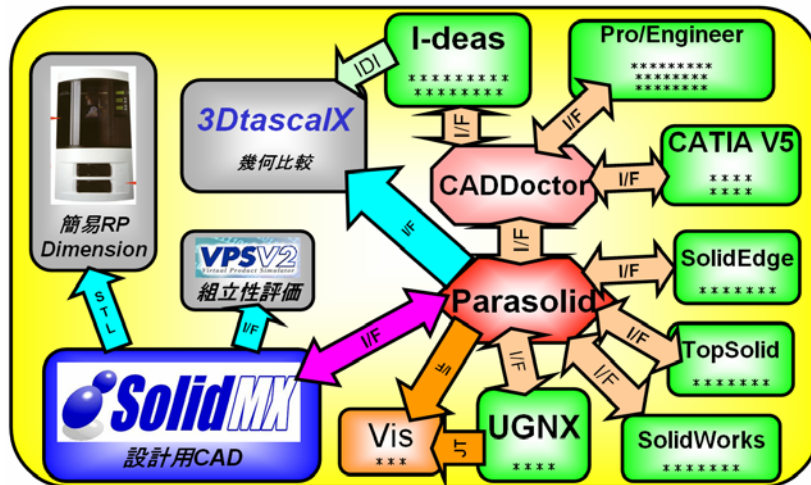 I-deas
*********
********
Pro/Engineer
*********
********
********
IDI
3DtascalX
幾何比較
I/F
I/F
CATIA V5
****
****
CADDoctor
I/F
簡易RP
Dimension
I/F
I/F
VPSV2
Virtual Product Simulator
組立性評価
SolidEdge
*******
I/F
Parasolid
STL
I/F
I/F
TopSolid
*******
I/F
I/F
I/F
I/F
SolidMX
設計用CAD
Vis
***
JT
UGNX
****
SolidWorks
*******